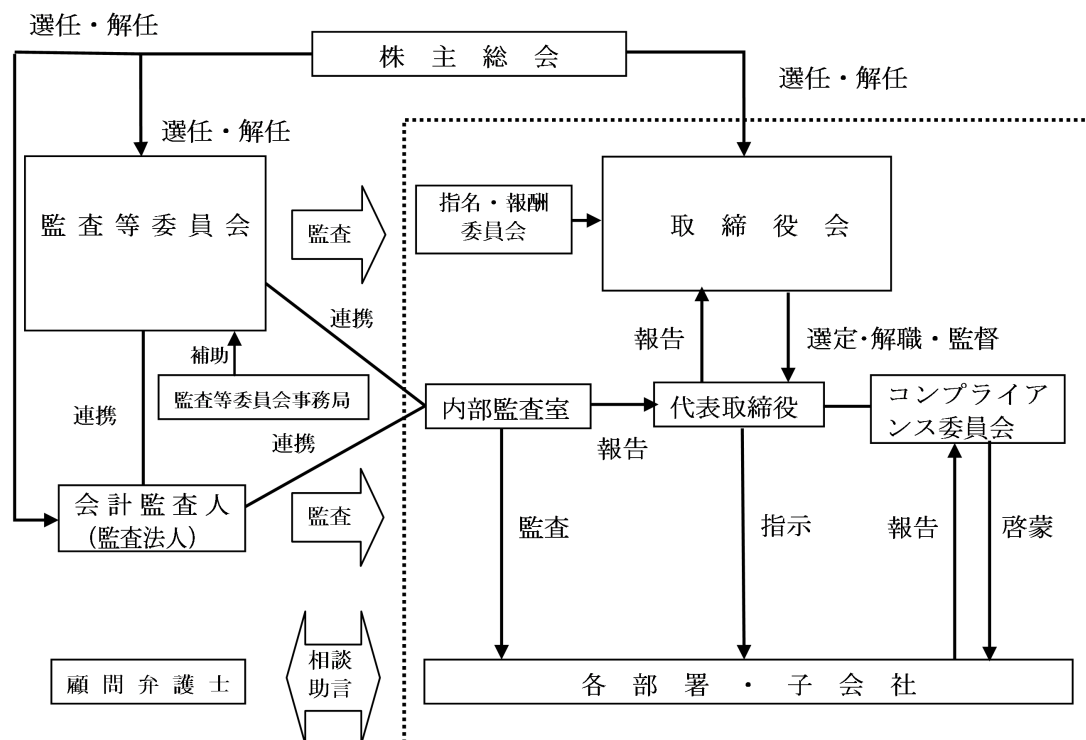 選任・解任
株主総会
選任・解任
選任・解任
監査等委員会
監査
指名・報酬
委員会
取締役会
連携
報告
選定・解職・監督
補助
監査等委員会事務局
連携
連携
内部監査室
報告
代表取締役
コンプライア
ンス委員会
会計監査人
（監査法人）
監査
監査
指示
報告
啓蒙
顧問弁護士
相談
助言
各部署・子会社